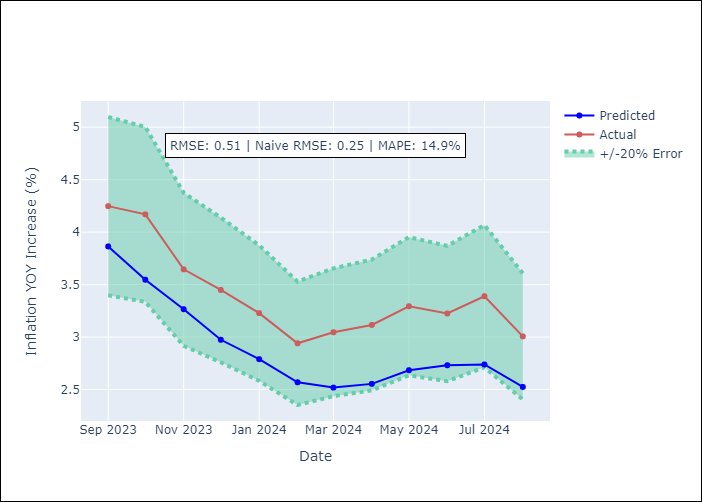 RMSE: 0.51 | Naive RMSE: 0.25 | MAPE: 14.9%
Predicted
Actual
+/-20% Error
Inflation YOY Increase (%)
5
4.5
4
3.5
3
2.5
Sep 2023
Nov 2023
Jan 2024
Mar 2024
May 2024
Jul 2024
Date